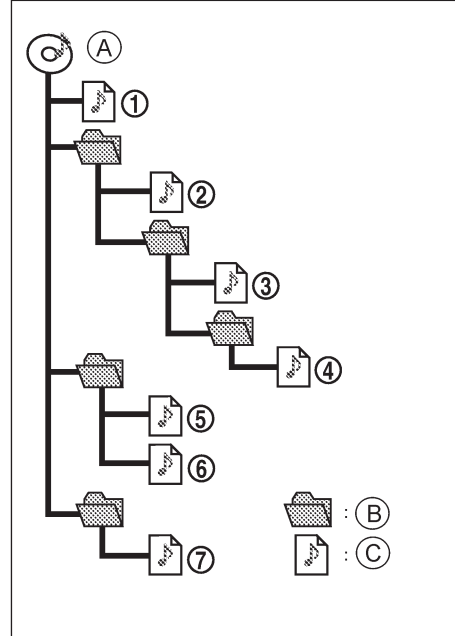 A
①
②
③
④
⑤
⑥
: B
⑦
: C